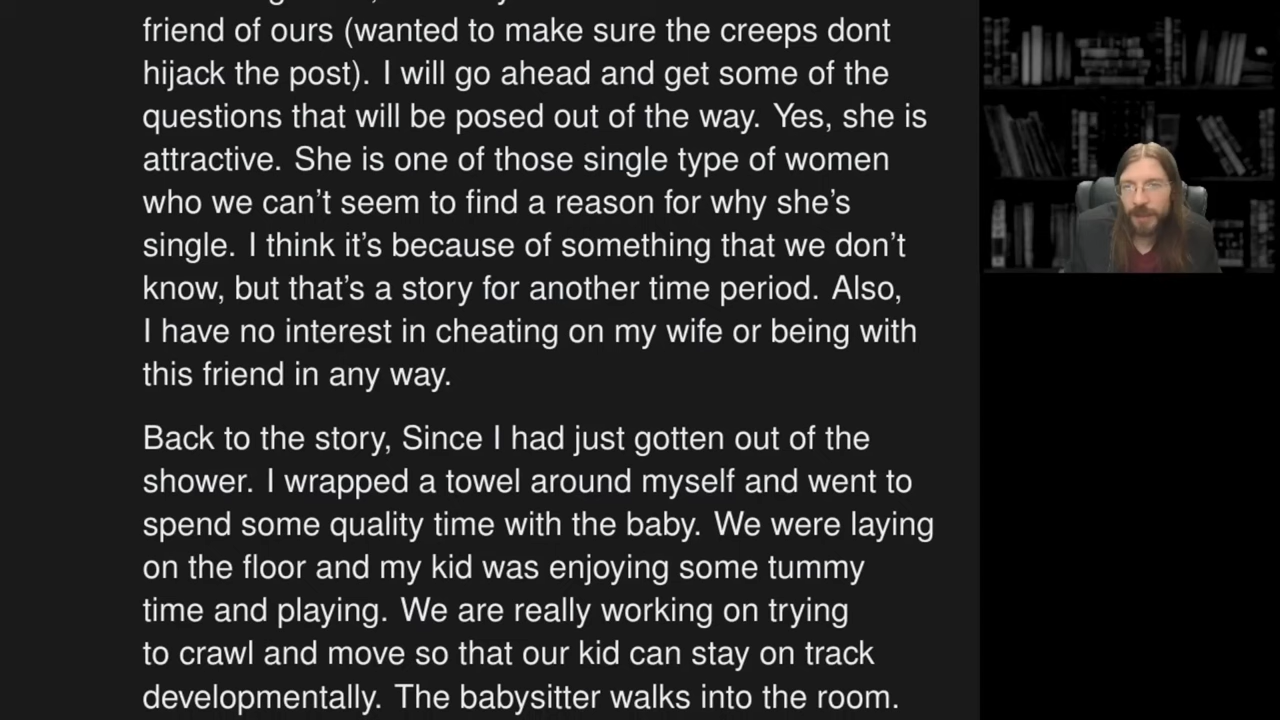 friend of ours (wanted to make sure the creeps dont
hijack the post). I will go ahead and get some of the
questions that will be posed out of the way. Yes, she is
attractive. She is one of those single type of women
who we can't seem to find a reason for why she's
single. I think it's because of something that we don't
know, but that's a story for another time period. Also,
I have no interest in cheating on my wife or being with
this friend in any way.
Back to the story, Since I had just gotten out of the
shower. I wrapped a towel around myself and went to
spend some quality time with the baby. We were laying
on the floor and my kid was enjoying some tummy
time and playing. We are really working on trying
to crawl and move so that our kid can stay on track
developmentally. The babysitter walks into the room.